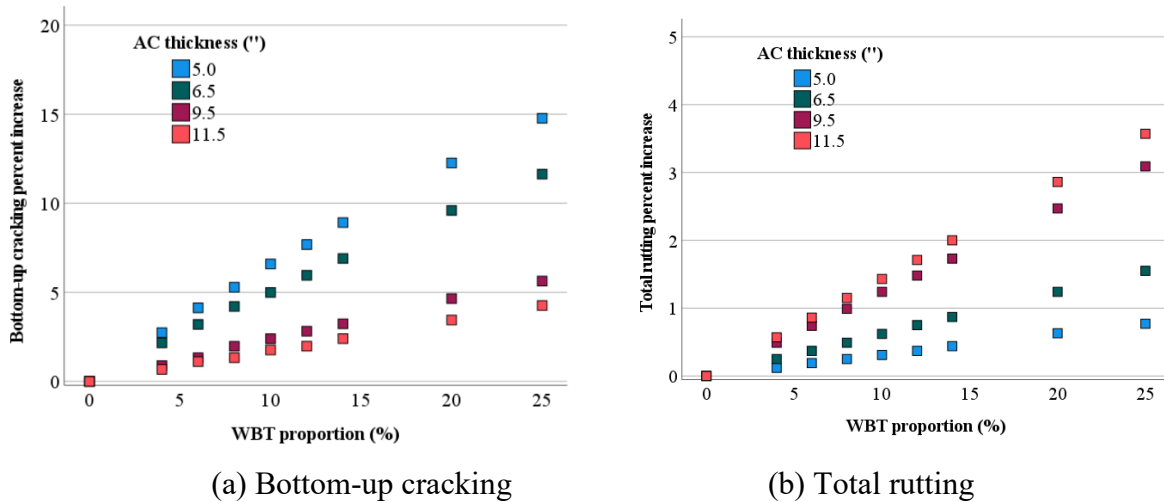 AC thickness (")
5.0
6.5
9.5
11.5
20
15
10
5
0
Bottom-up cracking percent increase
0 5 10 15 20 25
WBT proportion (%)
(a) Bottom-up cracking
AC thickness (")
5.0
6.5
9.5
11.5
5
4
3
2
1
0
Total rutting percent increase
0 5 10 15 20 25
WBT proportion (%)
(b) Total rutting